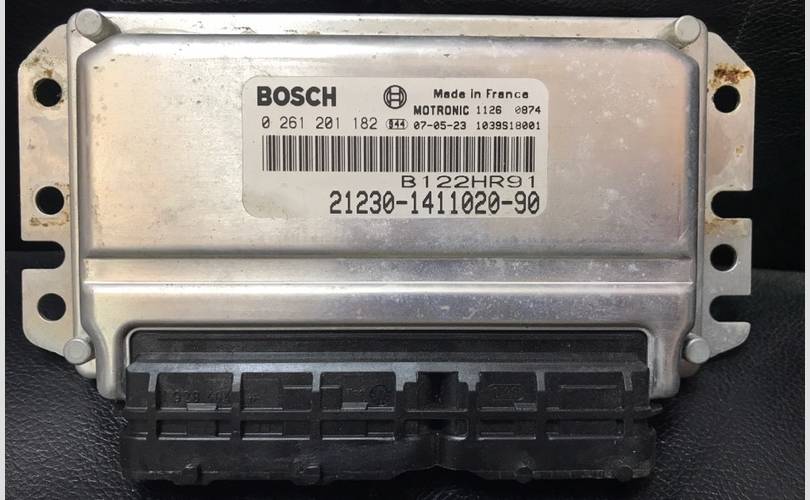 BOSCH Made in France
MOTRONIC 1126 0874
0 261 201 182 944 07-05-23 1039S18001
B122HR91
21230-1411020-90